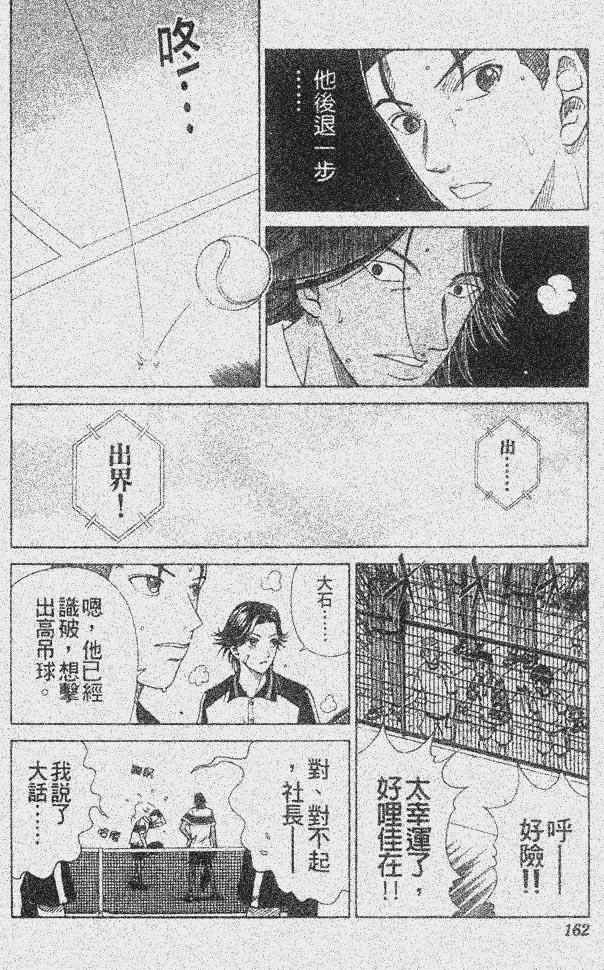 他後退一步
……
咚…
出……
出界！
呼——
好險!!
太幸運了，
好哩佳在!!
大石……
嗯，他已經
識破，想擊
出高吊球。
對、對不起
，社長——
我說了
大話……
162